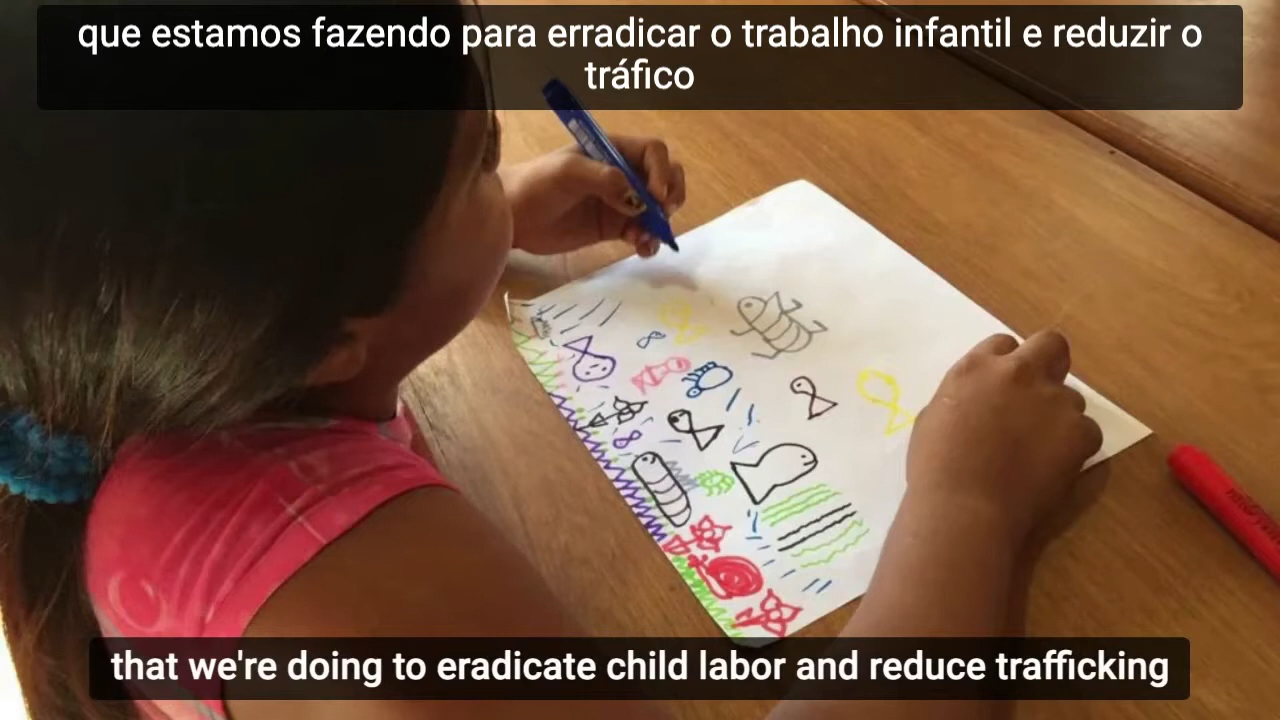 que estamos fazendo para erradicar o trabalho infantil e reduzir o
tráfico
that we're doing to eradicate child labor and reduce trafficking